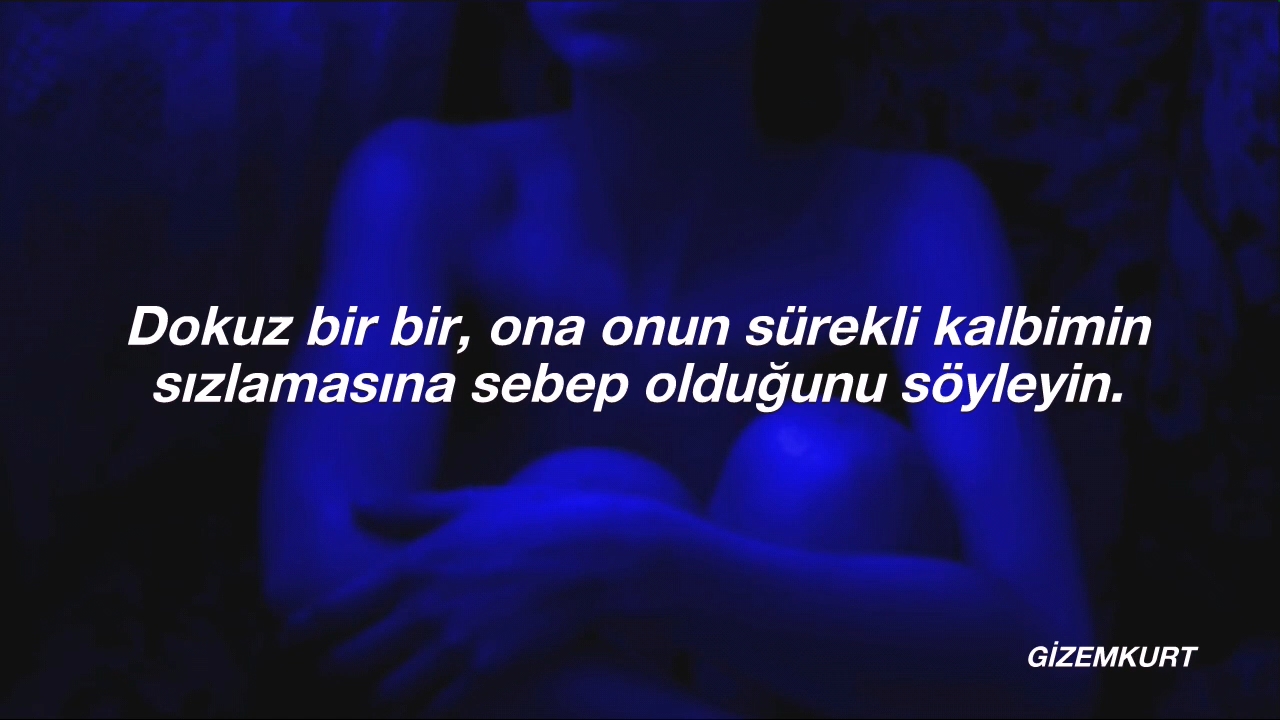 Dokuz bir bir, ona onun sürekli kalbimin
sızlamasına sebep olduğunu söyleyin.
GİZEMKURT